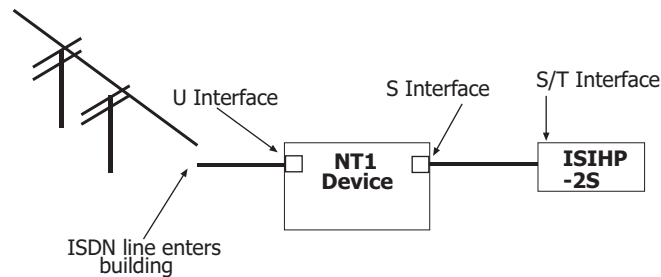 U Interface
S Interface
S/T Interface
NT1
Device
ISIHP
-2S
ISDN line enters
building